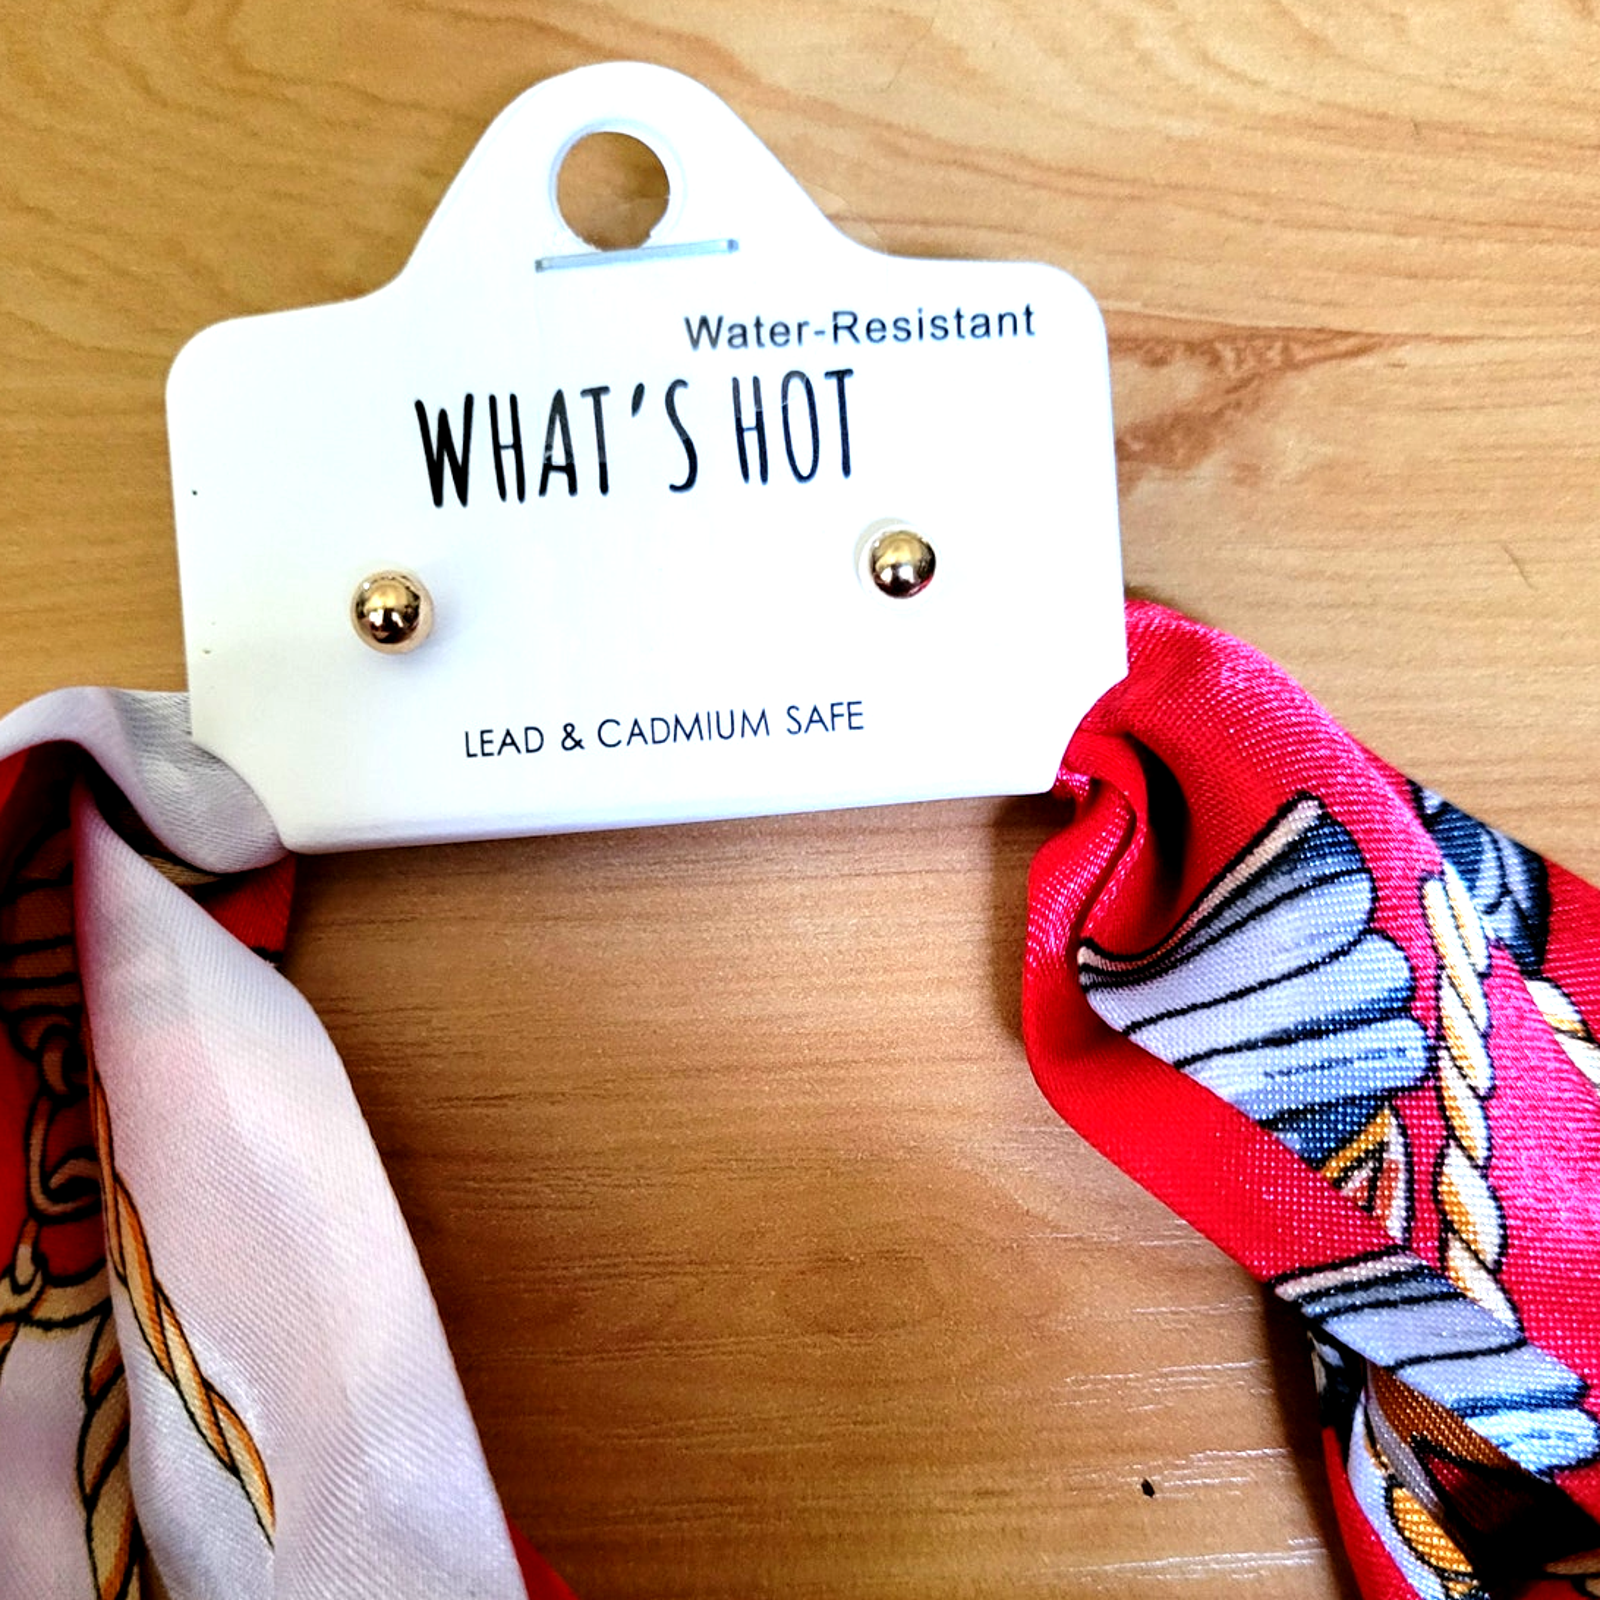 Water-Resistant
WHAT'S HOT
LEAD & CADMIUM SAFE